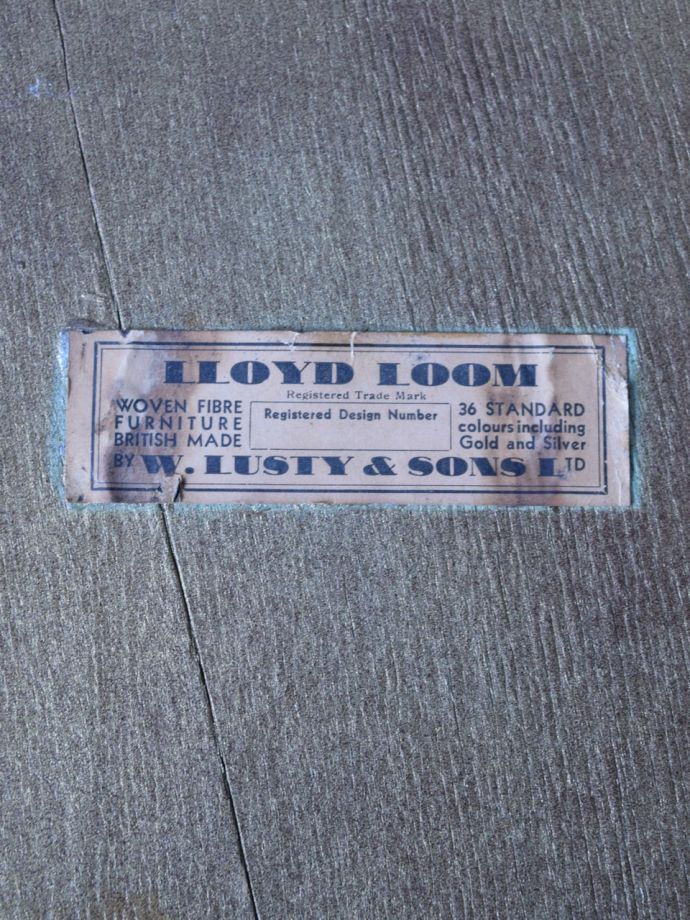 LLOYD LOOM
Registered Trade Mark
WOVEN FIBRE
FURNITURE
BRITISH MADE
Registered Design Number
36 STANDARD
colours including
Gold and Silver
BY W. LUSTY & SONS LTD